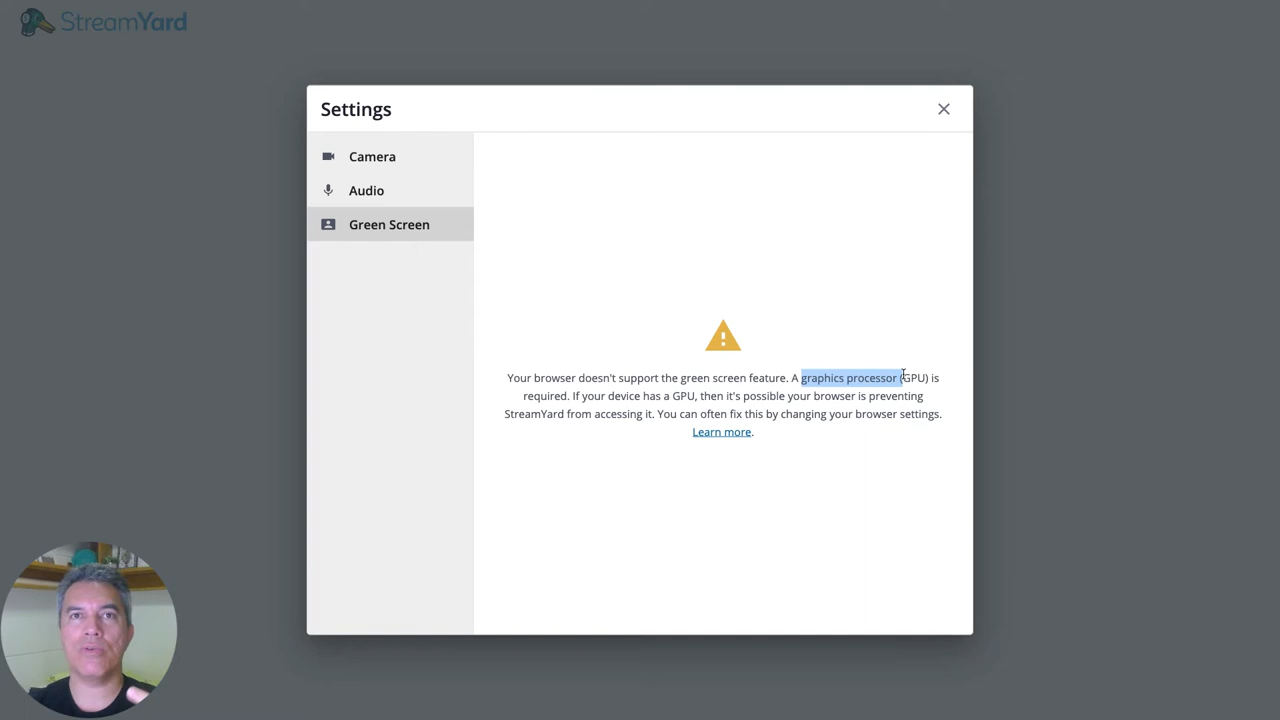 StreamYard
Settings
Camera
Audio
Green Screen
Your browser doesn't support the green screen feature. A graphics processor (GPU) is
required. If your device has a GPU, then it's possible your browser is preventing
StreamYard from accessing it. You can often fix this by changing your browser settings.
Learn more.